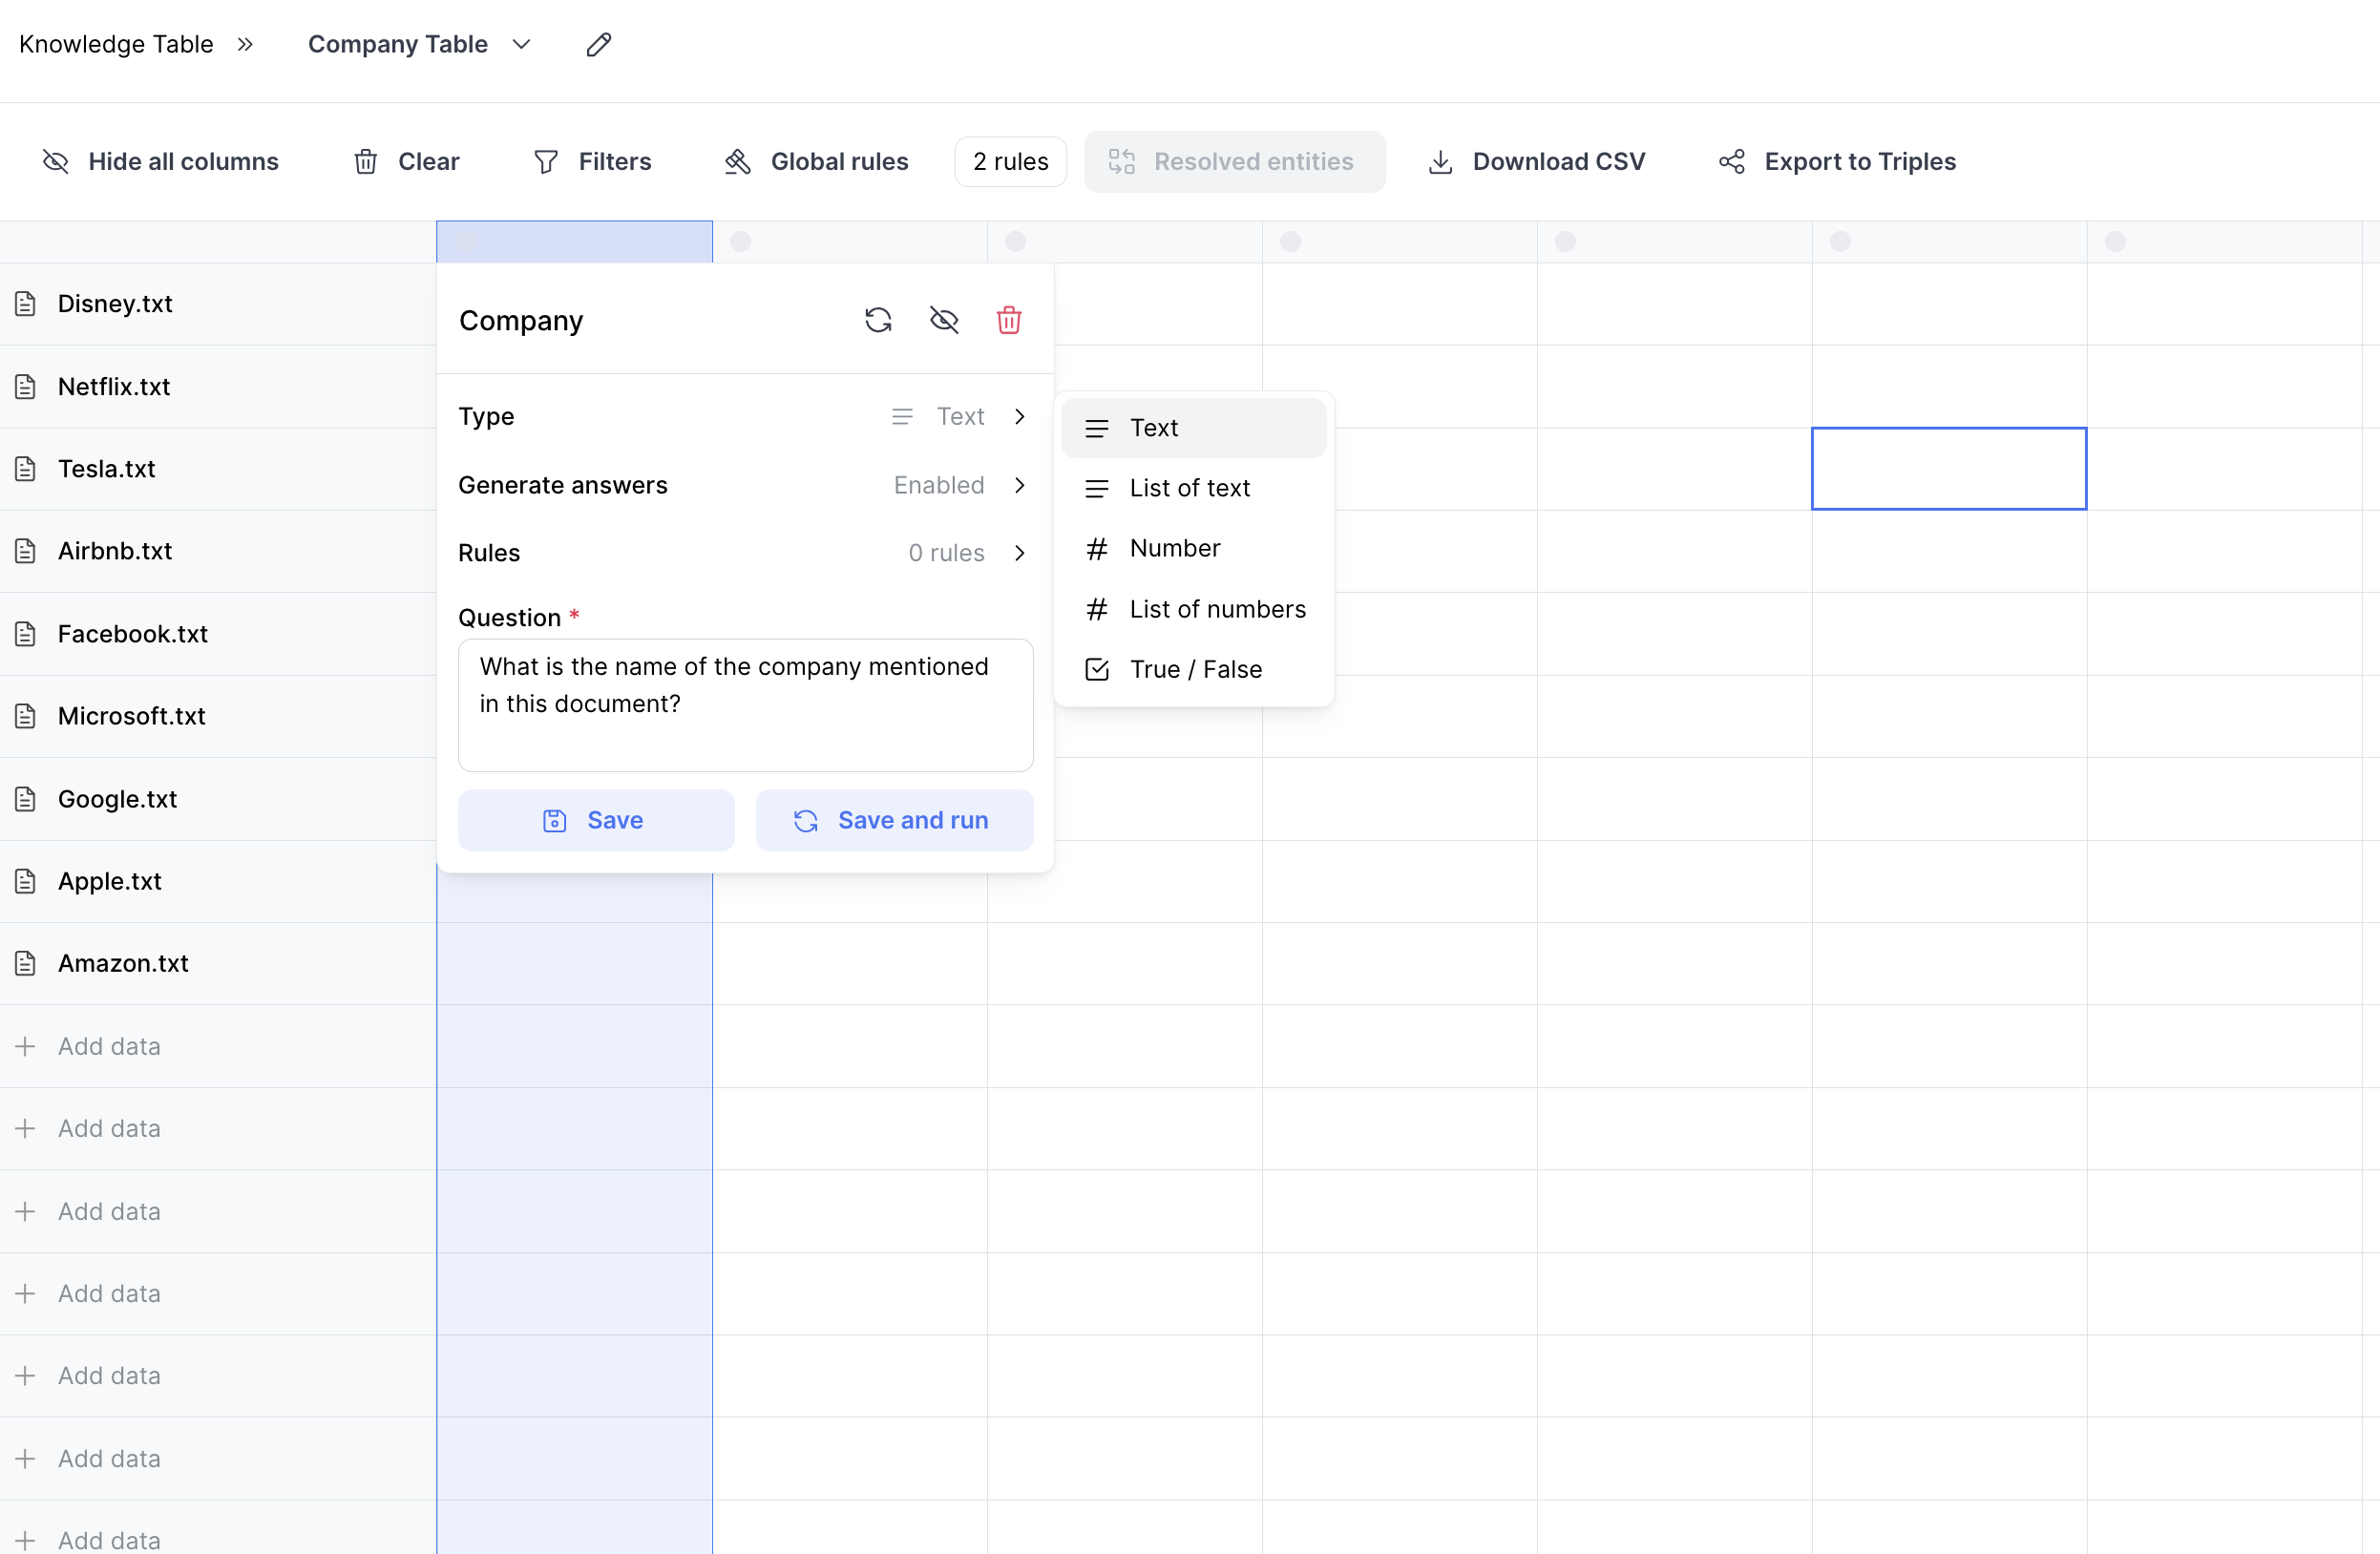 Knowledge Table
Company Table
Hide all columns
Clear
Filters
Global rules
2 rules
Resolved entities
Download CSV
Export to Triples
Disney.txt
Netflix.txt
Tesla.txt
Airbnb.txt
Facebook.txt
Microsoft.txt
Google.txt
Apple.txt
Amazon.txt
Add data
Add data
Add data
Add data
Add data
Add data
Add data
Company
Type
Text
Generate answers
Enabled
Rules
0 rules
Question *
What is the name of the company mentioned
in this document?
Save
Save and run
Text
List of text
Number
List of numbers
True / False